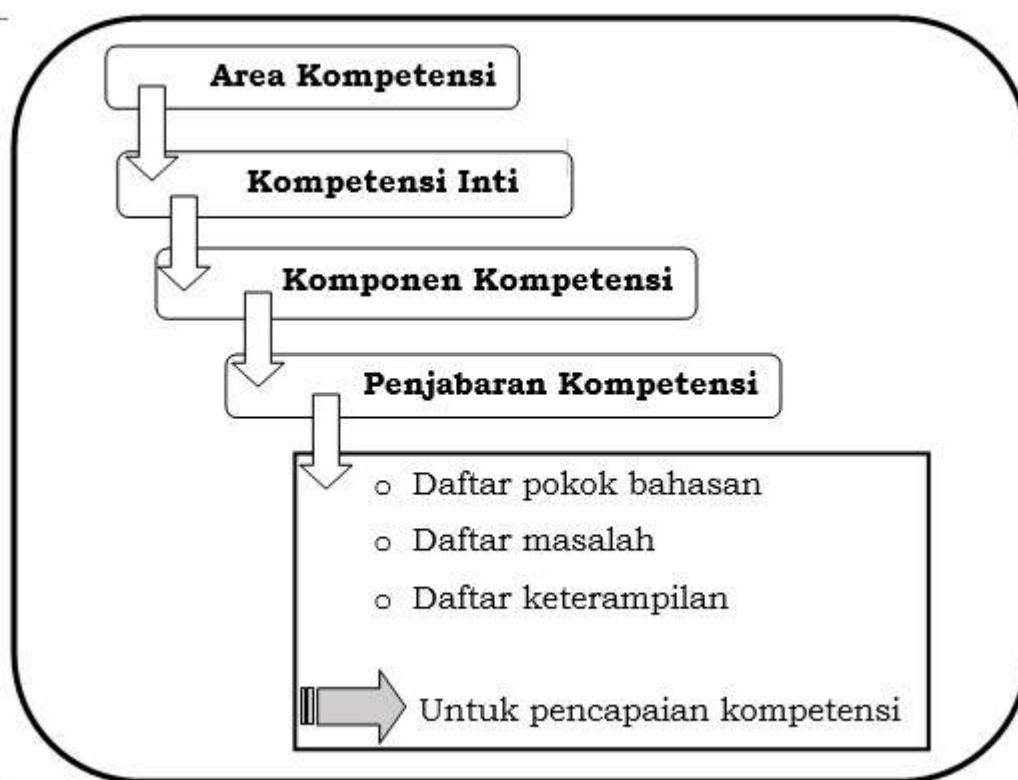 Area Kompetensi
Kompetensi Inti
Komponen Kompetensi
Penjabaran Kompetensi
o Daftar pokok bahasan
o Daftar masalah
o Daftar keterampilan
Untuk pencapaian kompetensi